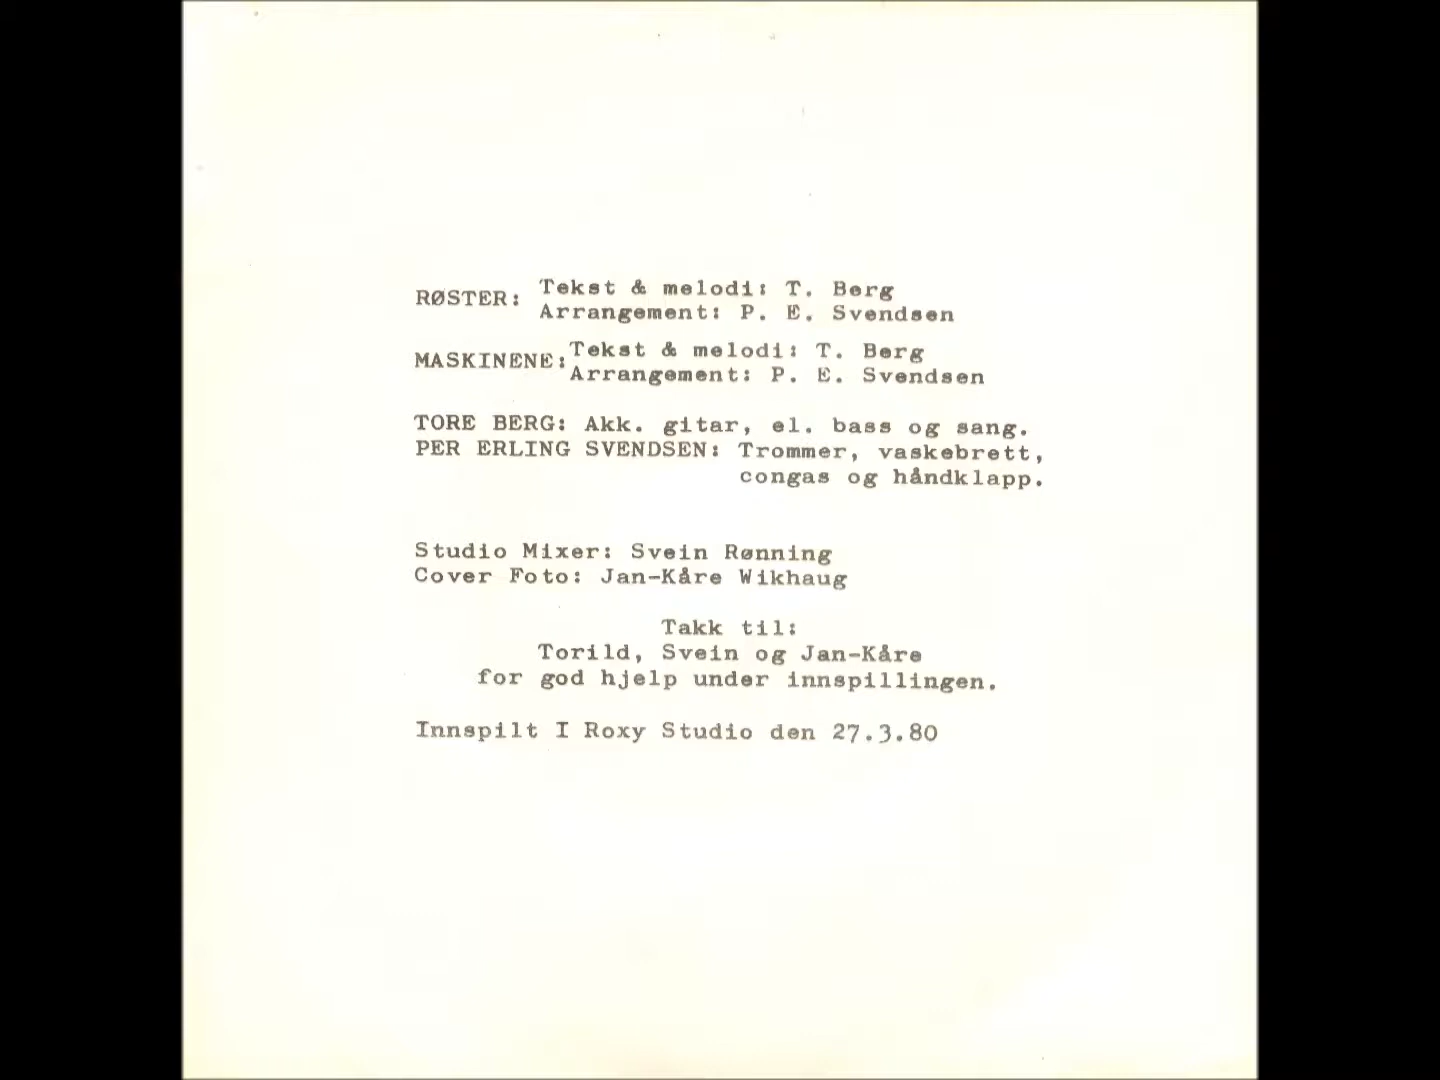 RØSTER: Tekst & melodi: T. Berg
Arrangement: P. E. Svendsen
MASKINENE: Tekst & melodi: T. Berg
Arrangement: P. E. Svendsen
TORE BERG: Akk. gitar, el. bass og sang.
PER ERLING SVENDSEN: Trommer, vaskebrett,
congas og håndklapp.
Studio Mixer: Svein Rønning
Cover Foto: Jan-Kåre Wikhaug
Takk til:
Torild, Svein og Jan-Kåre
for god hjelp under innspillingen.
Innspilt I Roxy Studio den 27.3.80